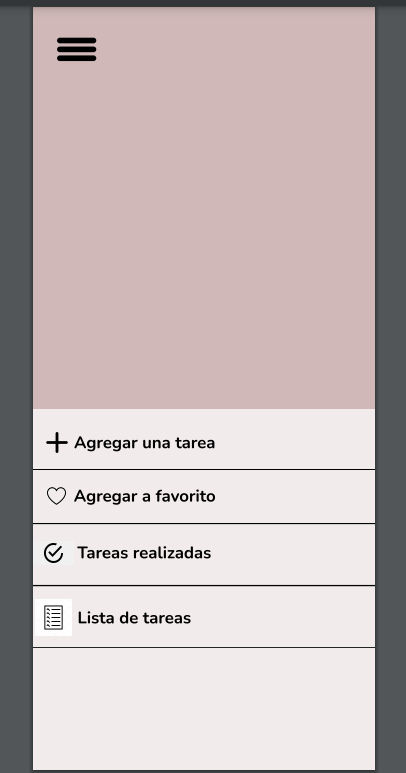 Agregar una tarea
Agregar a favorito
Tareas realizadas
Lista de tareas